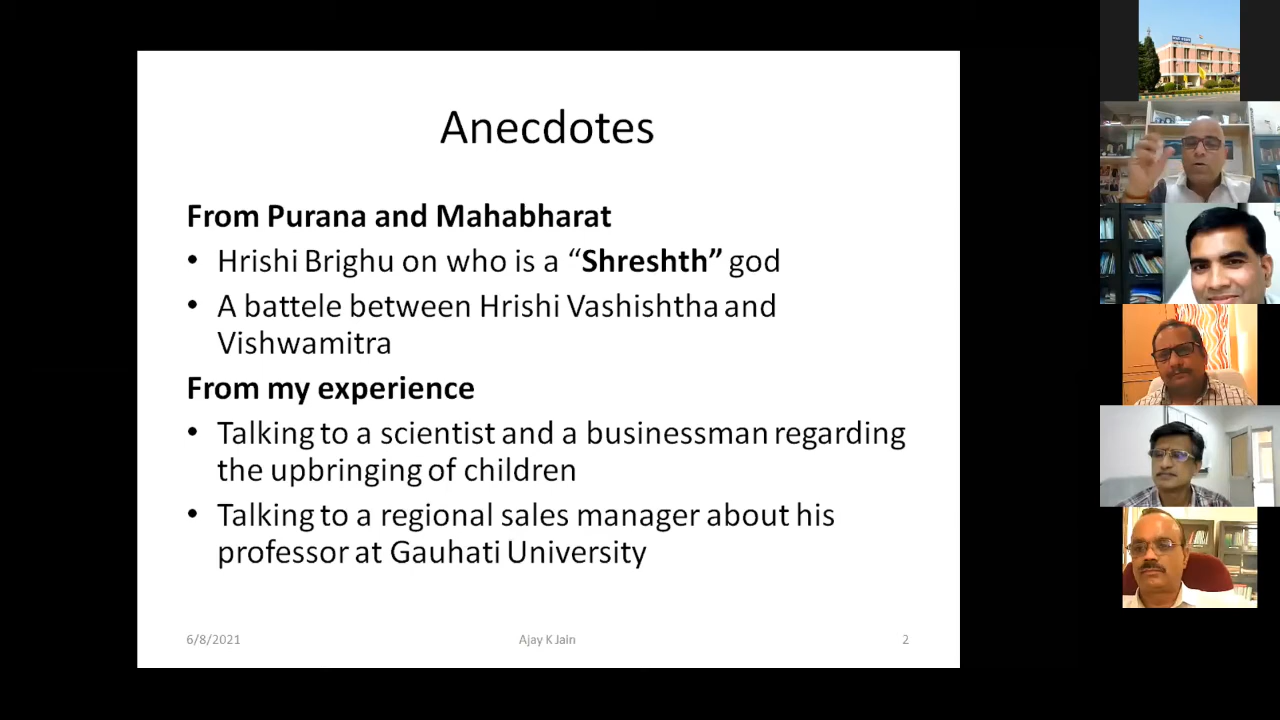 Anecdotes
From Purana and Mahabharat
• Hrishi Brighu on who is a “Shreshth” god
• A battele between Hrishi Vashishtha and
Vishwamitra
From my experience
• Talking to a scientist and a businessman regarding
the upbringing of children
• Talking to a regional sales manager about his
professor at Gauhati University
6/8/2021
Ajay K Jain
2